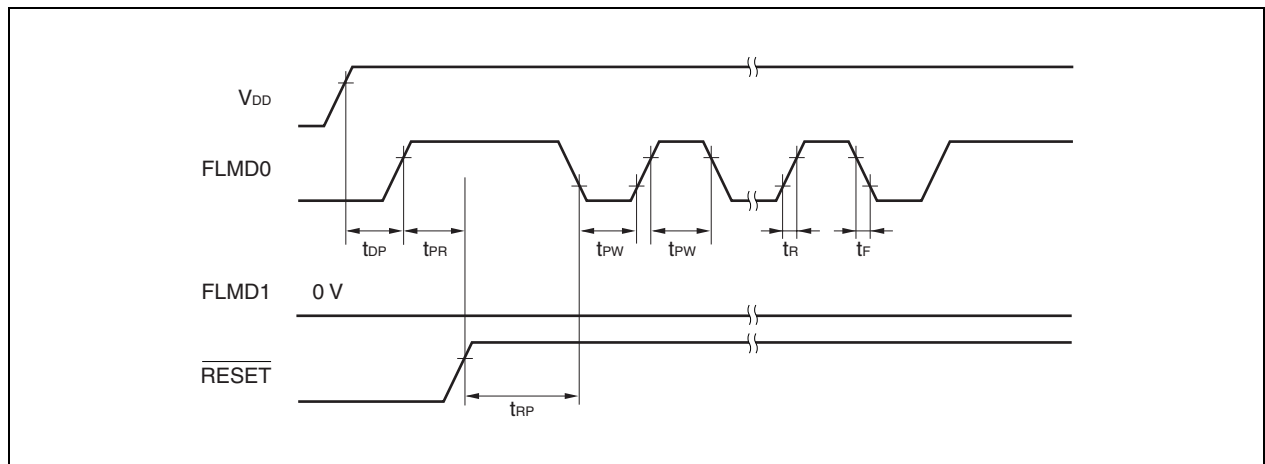 VDD
FLMD0
tDP tPR tPW tPW tR tF
FLMD1 0 V
RESET
tRP